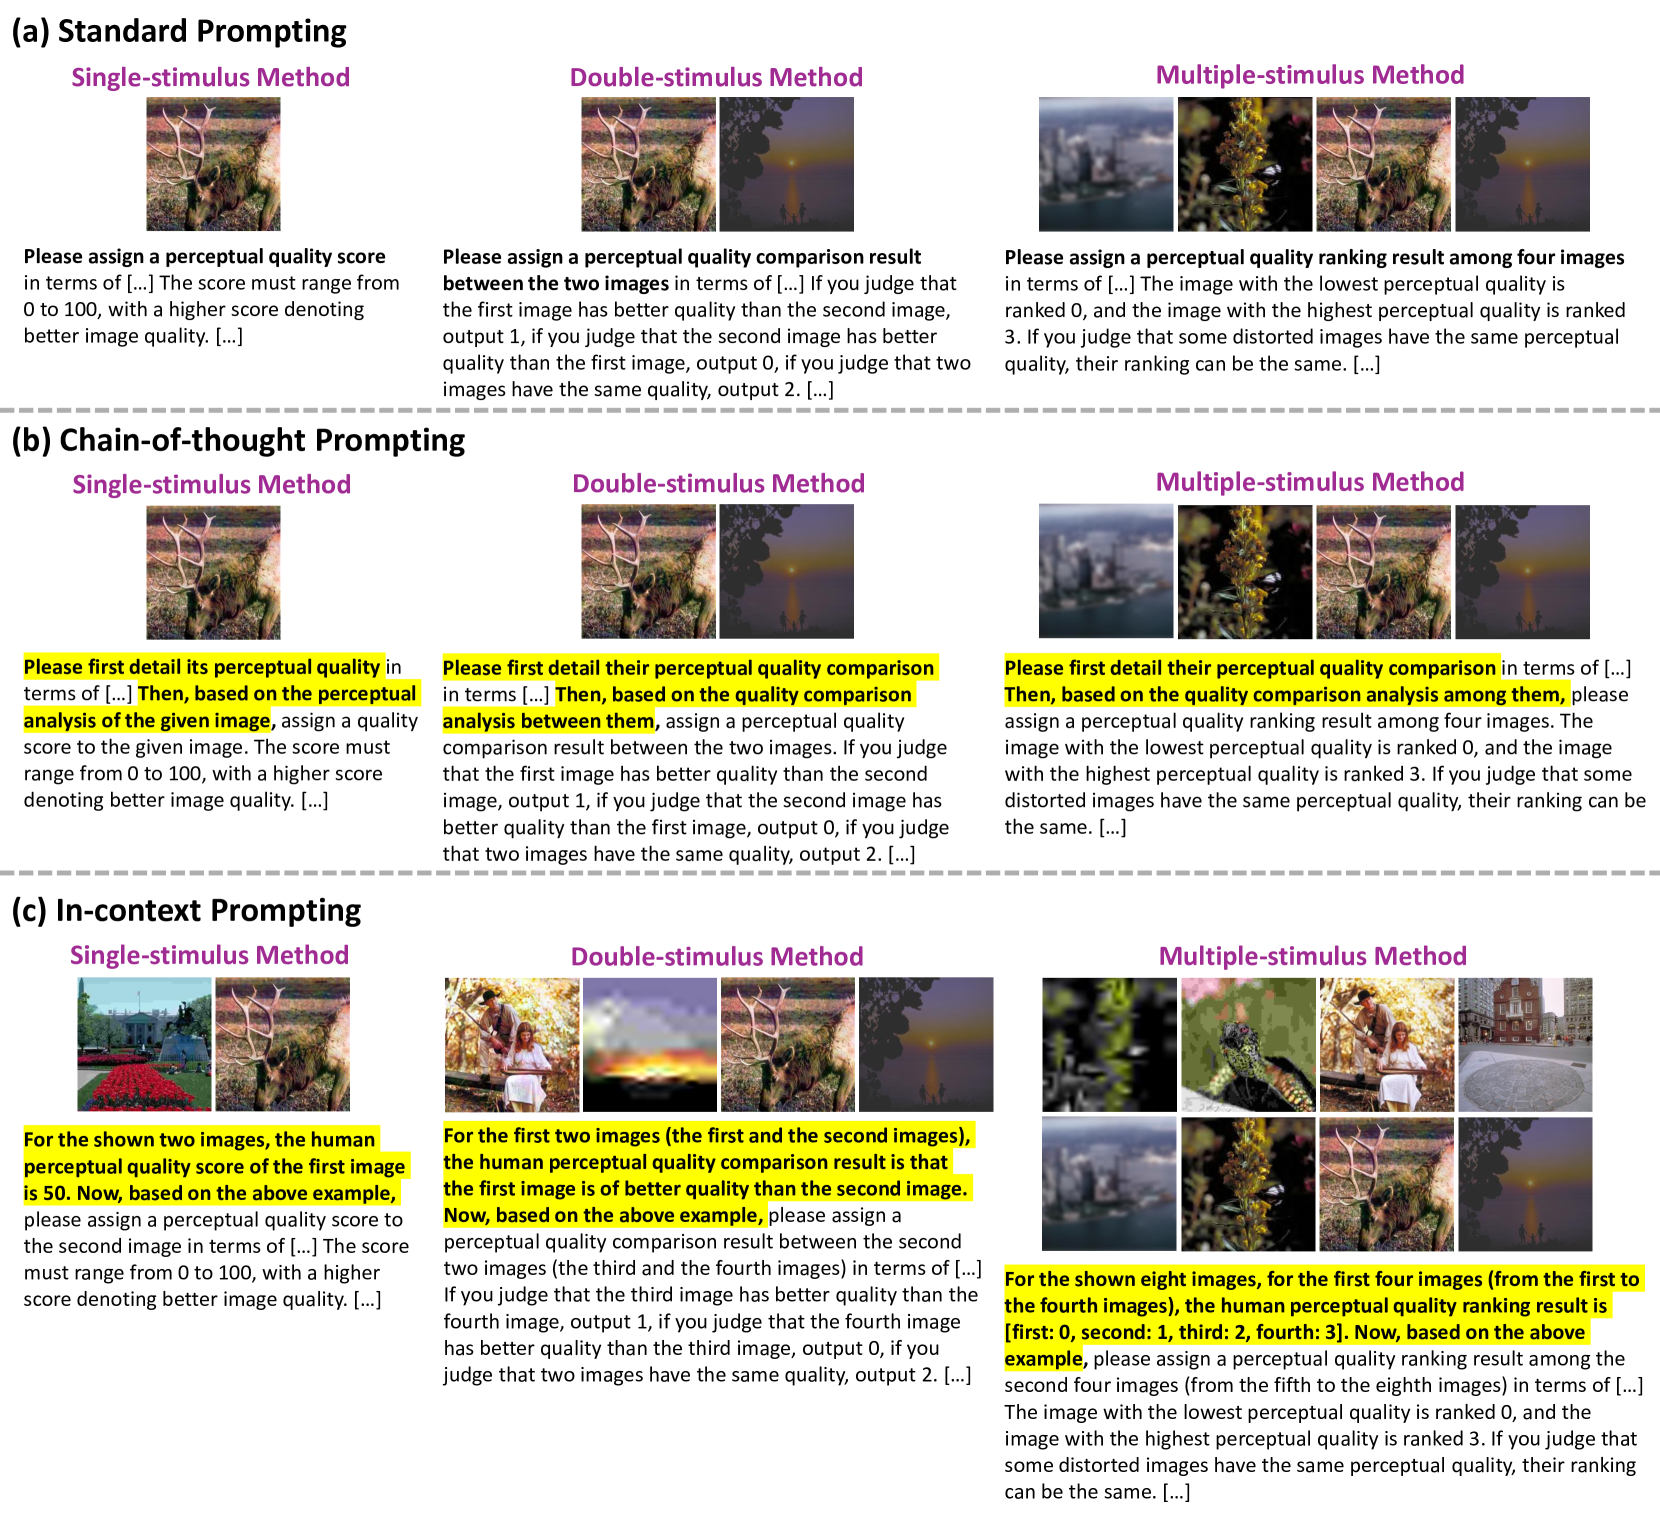 (a) Standard Prompting
Single-stimulus Method
Please assign a perceptual quality score
in terms of [...] The score must range from
0 to 100, with a higher score denoting
better image quality. [...]
Double-stimulus Method
Please assign a perceptual quality comparison result
between the two images in terms of [...] If you judge that
the first image has better quality than the second image,
output 1, if you judge that the second image has better
quality than the first image, output 0, if you judge that two
images have the same quality, output 2. [...]
Multiple-stimulus Method
Please assign a perceptual quality ranking result among four images
in terms of [...] The image with the lowest perceptual quality is
ranked 0, and the image with the highest perceptual quality is ranked
3. If you judge that some distorted images have the same perceptual
quality, their ranking can be the same. [...]
(b) Chain-of-thought Prompting
Single-stimulus Method
Please first detail its perceptual quality in
terms of [...] Then, based on the perceptual
analysis of the given image, assign a quality
score to the given image. The score must
range from 0 to 100, with a higher score
denoting better image quality. [...]
Double-stimulus Method
Please first detail their perceptual quality comparison
in terms [...] Then, based on the quality comparison
analysis between them, assign a perceptual quality
comparison result between the two images. If you judge
that the first image has better quality than the second
image, output 1, if you judge that the second image has
better quality than the first image, output 0, if you judge
that two images have the same quality, output 2. [...]
Multiple-stimulus Method
Please first detail their perceptual quality comparison in terms of [...]
Then, based on the quality comparison analysis among them, please
assign a perceptual quality ranking result among four images. The
image with the lowest perceptual quality is ranked 0, and the image
with the highest perceptual quality is ranked 3. If you judge that some
distorted images have the same perceptual quality, their ranking can be
the same. [...]
(c) In-context Prompting
Single-stimulus Method
For the shown two images, the human
perceptual quality score of the first image
is 50. Now, based on the above example,
please assign a perceptual quality score to
the second image in terms of [...] The score
must range from 0 to 100, with a higher
score denoting better image quality. [...]
Double-stimulus Method
For the first two images (the first and the second images),
the human perceptual quality comparison result is that
the first image is of better quality than the second image.
Now, based on the above example, please assign a
perceptual quality comparison result between the second
two images (the third and the fourth images) in terms of [...]
If you judge that the third image has better quality than the
fourth image, output 1, if you judge that the fourth image
has better quality than the third image, output 0, if you
judge that two images have the same quality, output 2. [...]
Multiple-stimulus Method
For the shown eight images, for the first four images (from the first to
the fourth images), the human perceptual quality ranking result is
[first: 0, second: 1, third: 2, fourth: 3]. Now, based on the above
example, please assign a perceptual quality ranking result among the
second four images (from the fifth to the eighth images) in terms of [...]
The image with the lowest perceptual quality is ranked 0, and the
image with the highest perceptual quality is ranked 3. If you judge that
some distorted images have the same perceptual quality, their ranking
can be the same. [...]